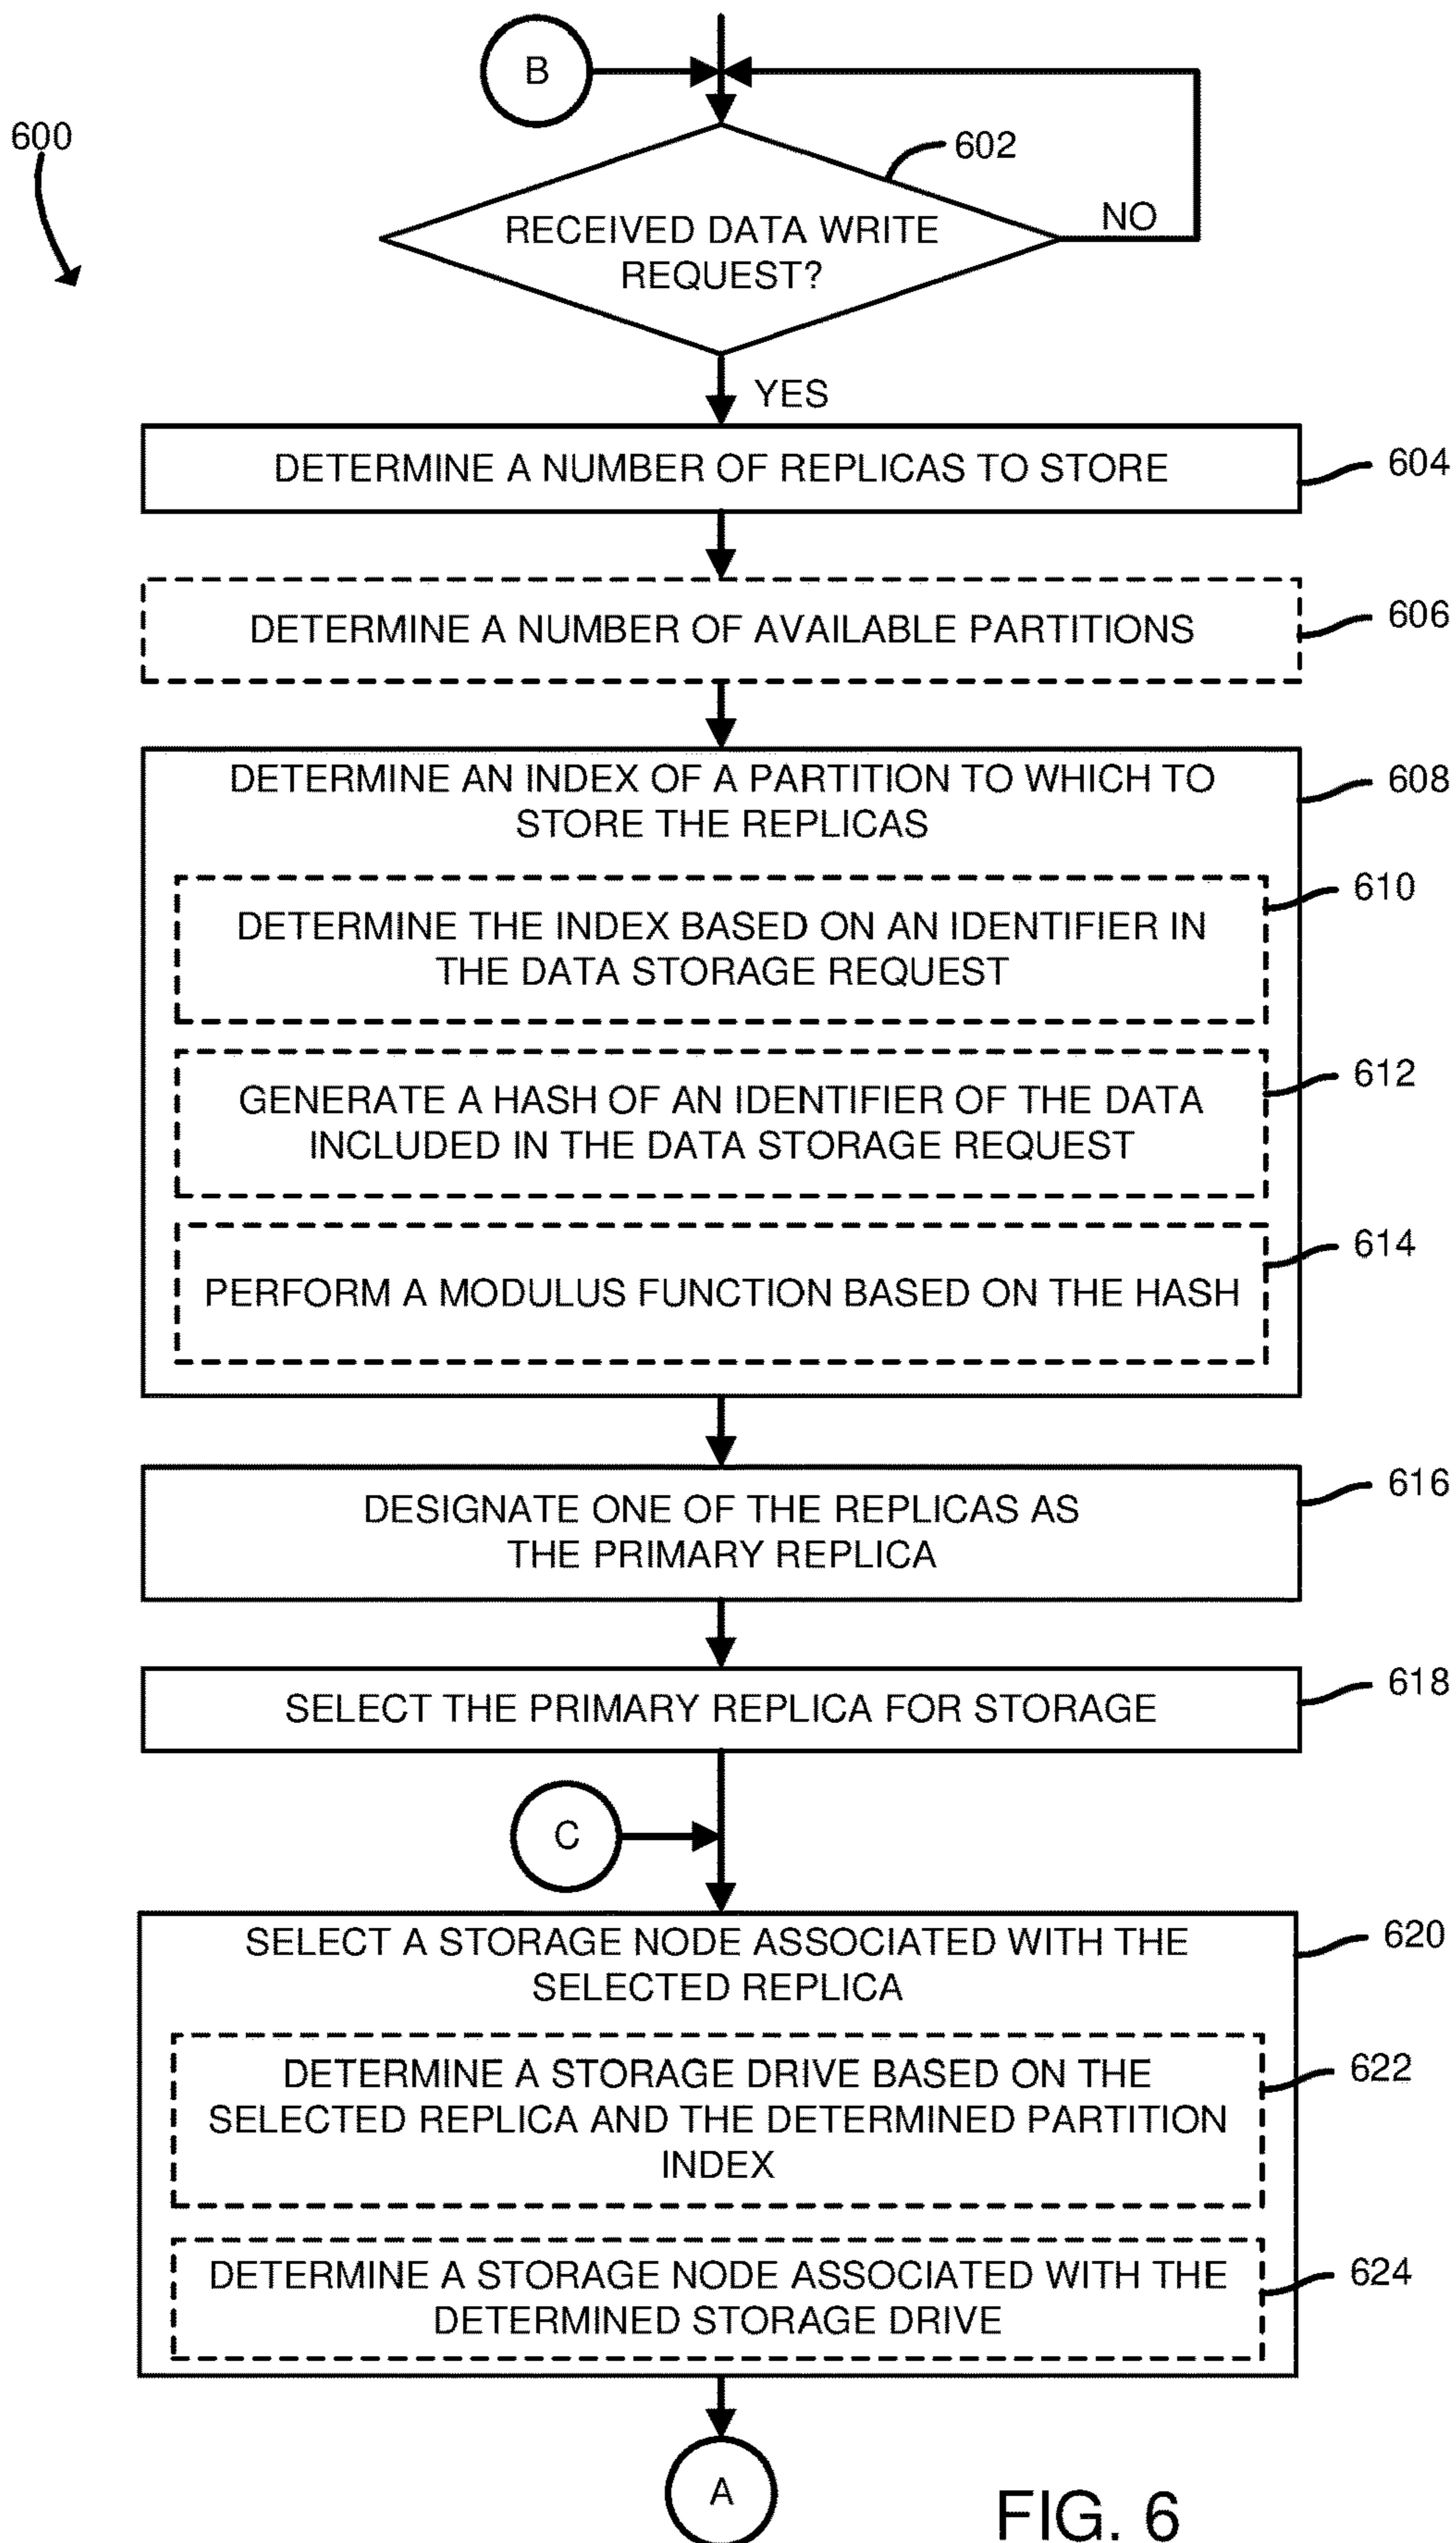 B
600
602
RECEIVED DATA WRITE
REQUEST?
NO
YES
DETERMINE A NUMBER OF REPLICAS TO STORE
604
DETERMINE A NUMBER OF AVAILABLE PARTITIONS
606
DETERMINE AN INDEX OF A PARTITION TO WHICH TO
STORE THE REPLICAS
608
DETERMINE THE INDEX BASED ON AN IDENTIFIER IN
THE DATA STORAGE REQUEST
610
GENERATE A HASH OF AN IDENTIFIER OF THE DATA
INCLUDED IN THE DATA STORAGE REQUEST
612
PERFORM A MODULUS FUNCTION BASED ON THE HASH
614
DESIGNATE ONE OF THE REPLICAS AS
THE PRIMARY REPLICA
616
SELECT THE PRIMARY REPLICA FOR STORAGE
618
C
SELECT A STORAGE NODE ASSOCIATED WITH THE
SELECTED REPLICA
620
DETERMINE A STORAGE DRIVE BASED ON THE
SELECTED REPLICA AND THE DETERMINED PARTITION
INDEX
622
DETERMINE A STORAGE NODE ASSOCIATED WITH THE
DETERMINED STORAGE DRIVE
624
A
FIG. 6